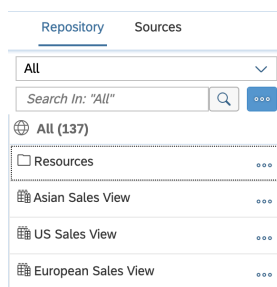 Repository Sources
All
Search In: "All"
All (137)
Resources
Asian Sales View
US Sales View
European Sales View